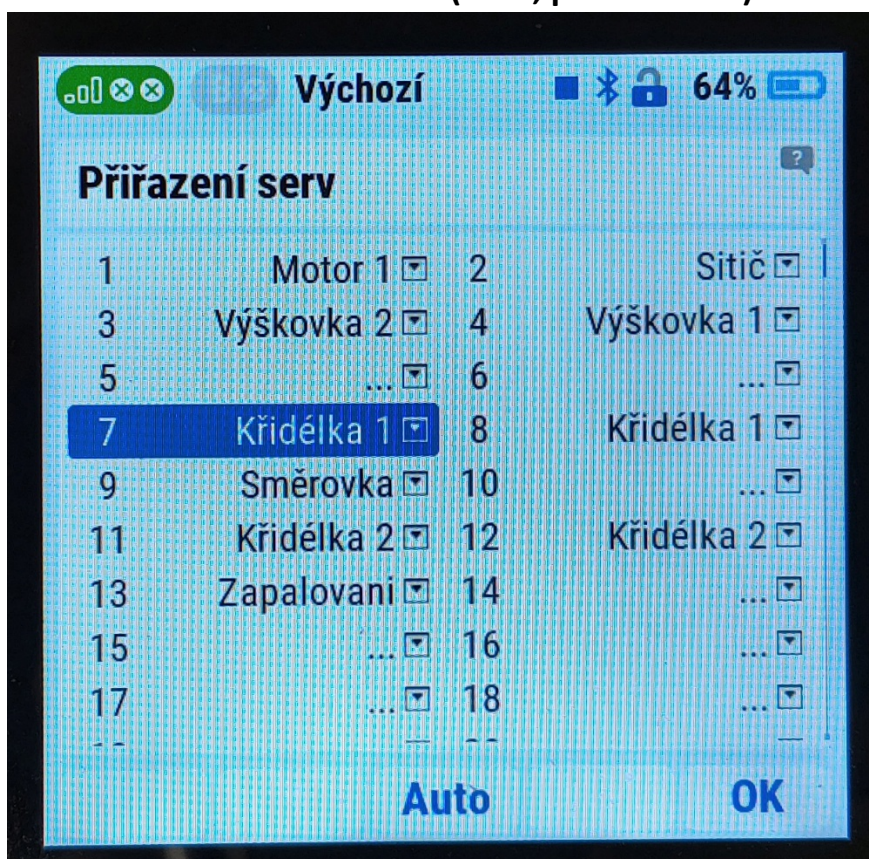 Výchozí 64%
Přiřazení serv
1 Motor 1 2 Sitič
3 Výškovka 2 4 Výškovka 1
5 ... 6 ...
7 Křidélka 1 8 Křidélka 1
9 Směrovka 10 ...
11 Křidélka 2 12 Křidélka 2
13 Zapalovani 14 ...
15 ... 16 ...
17 ... 18 ...
Auto OK